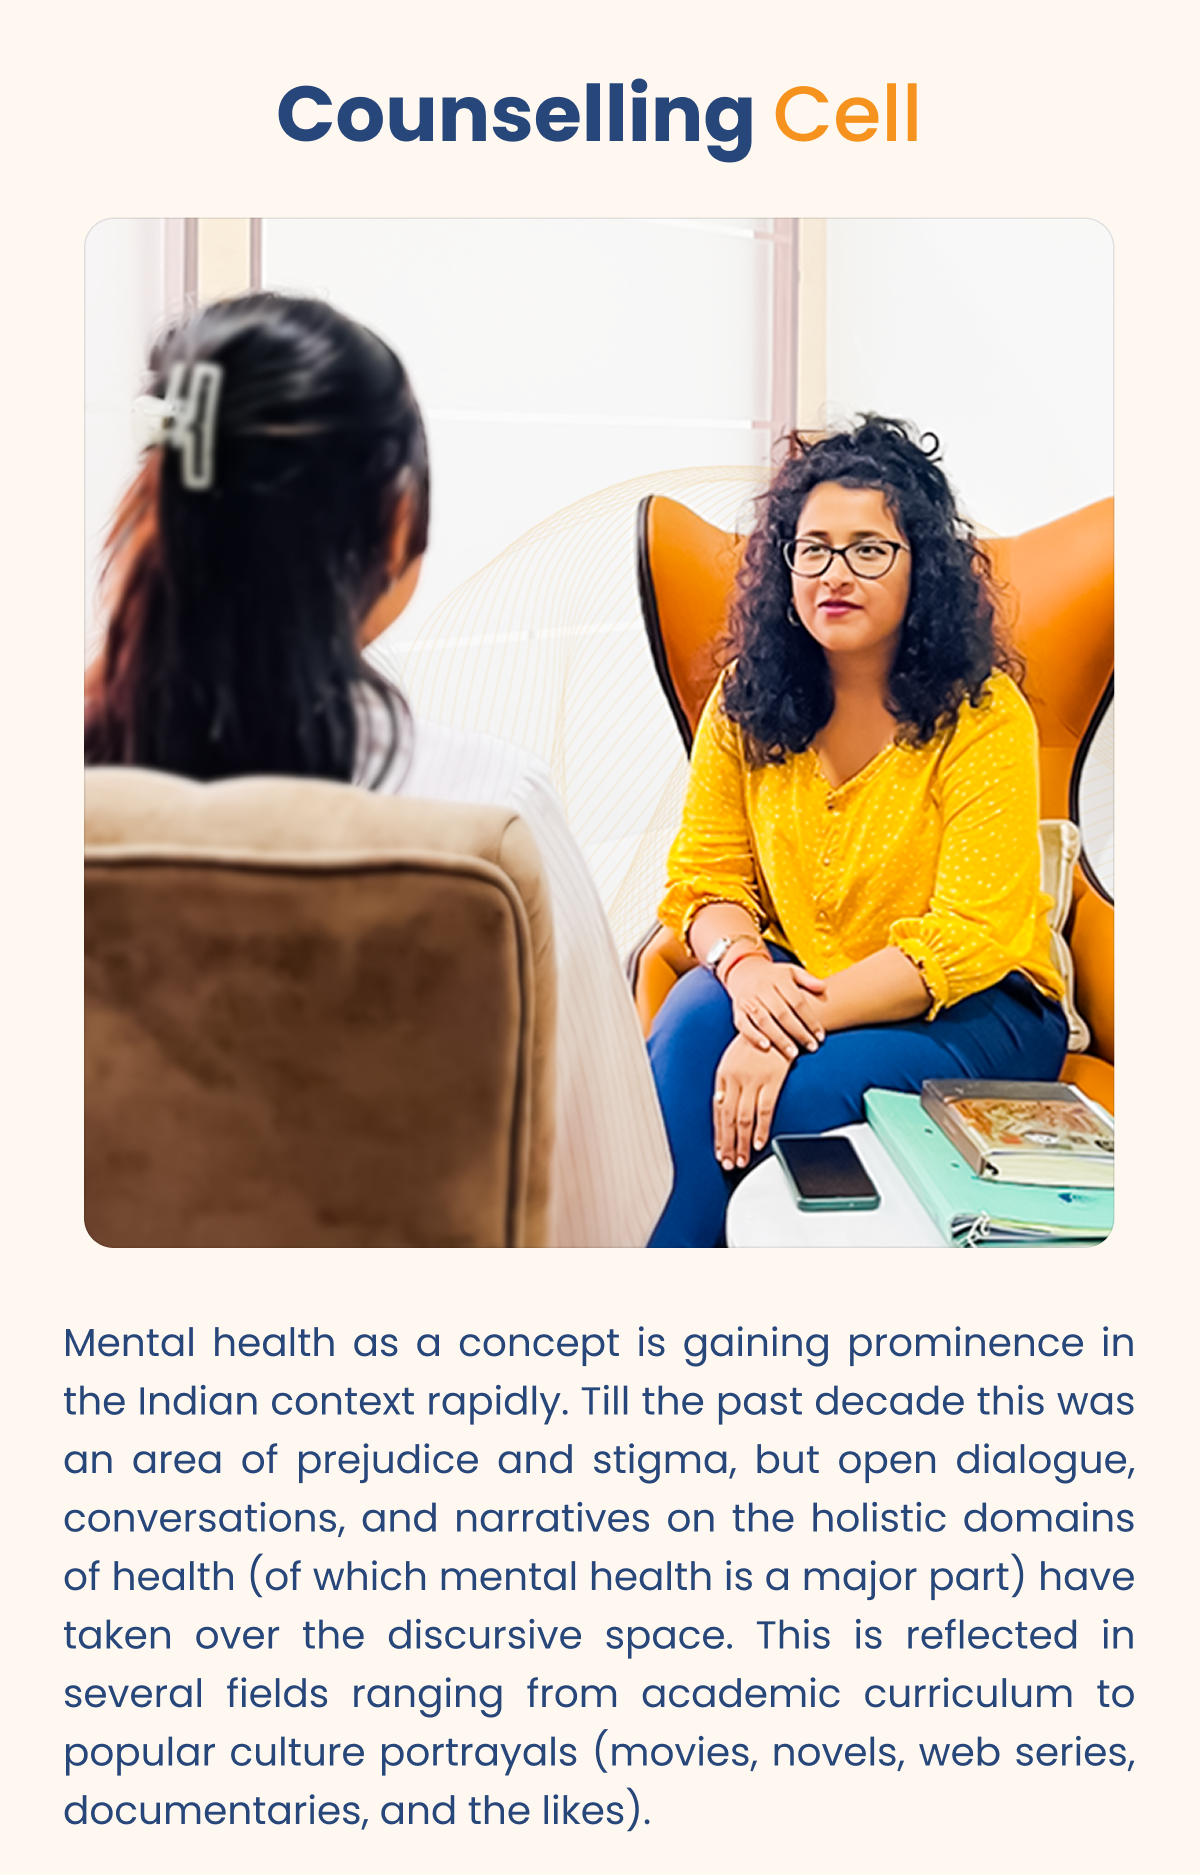 Counselling Cell
Mental health as a concept is gaining prominence in
the Indian context rapidly. Till the past decade this was
an area of prejudice and stigma, but open dialogue,
conversations, and narratives on the holistic domains
of health (of which mental health is a major part) have
taken over the discursive space. This is reflected in
several fields ranging from academic curriculum to
popular culture portrayals (movies, novels, web series,
documentaries, and the likes).